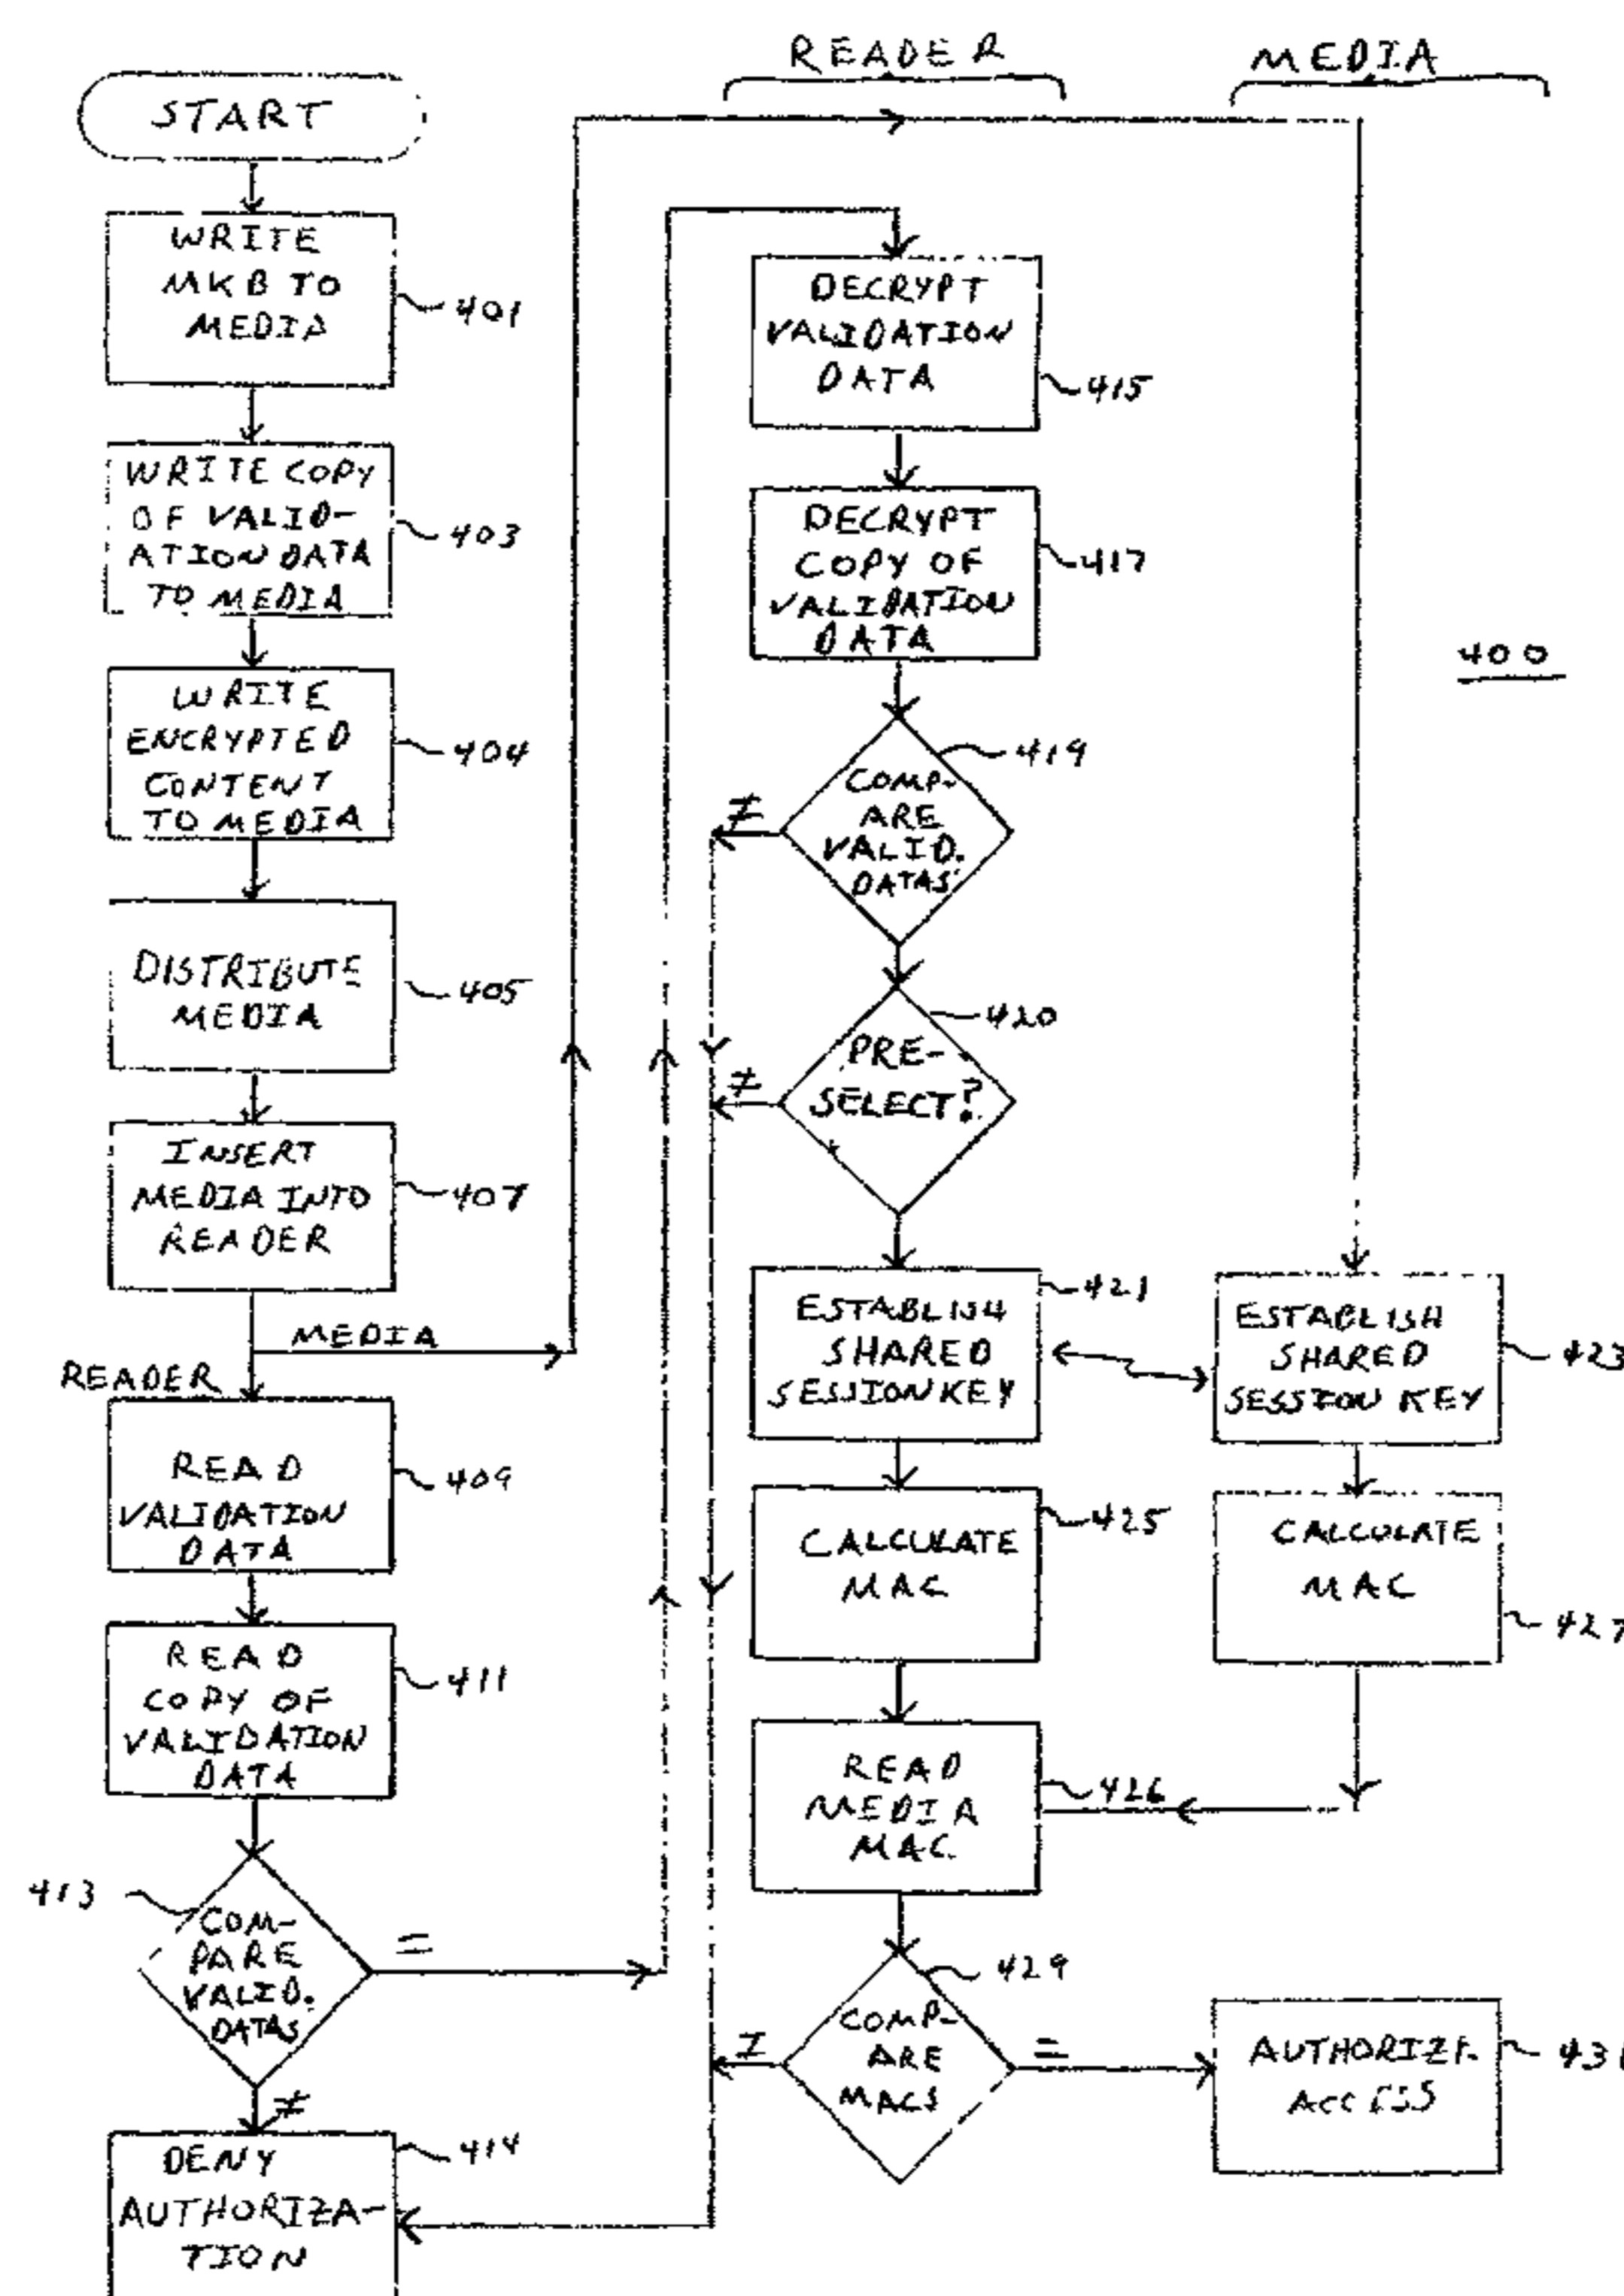 READER
MEDIA
START
WRITE
MKB TO
MEDIA
401
WRITE COPY
OF VALID-
ATION DATA
TO MEDIA
403
WRITE
ENCRYPTED
CONTENT
TO MEDIA
404
DISTRIBUTE
MEDIA
405
INSERT
MEDIA INTO
READER
407
MEDIA
READER
READ
VALIDATION
DATA
409
READ
COPY OF
VALIDATION
DATA
411
413
COM-
PARE
VALID.
DATAS
=
≠
DENY
AUTHORIZA-
TION
414
DECRYPT
VALIDATION
DATA
415
DECRYPT
COPY OF
VALIDATION
DATA
417
400
419
COMP-
ARE
VALID.
DATAS
≠
420
PRE-
SELECT?
≠
ESTABLISH
SHARED
SESSION KEY
421
ESTABLISH
SHARED
SESSION KEY
423
CALCULATE
MAC
425
CALCULATE
MAC
427
READ
MEDIA
MAC
426
429
COMP-
ARE
MACS
≠
=
AUTHORIZE
ACCESS
431